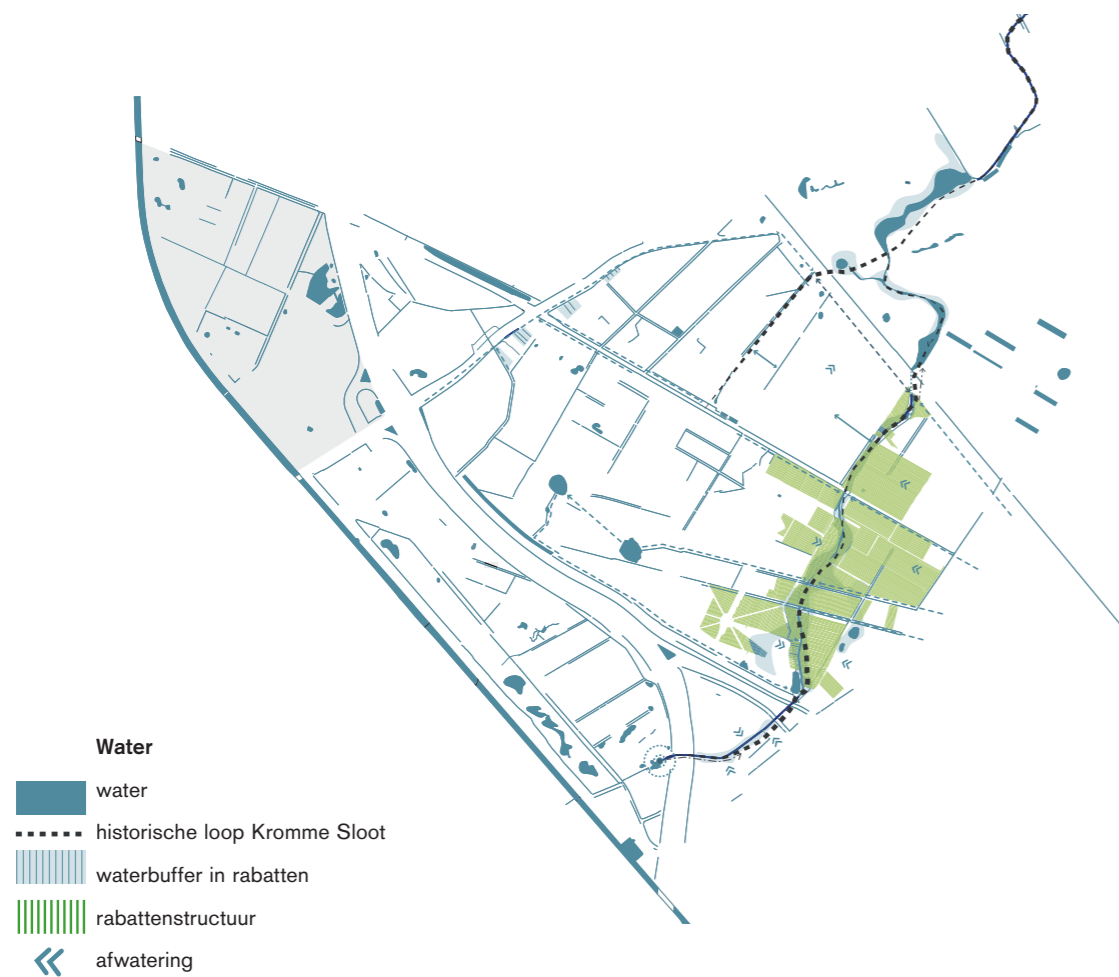 Water
water
historische loop Kromme Sloot
waterbuffer in rabatten
rabattenstructuur
afwatering